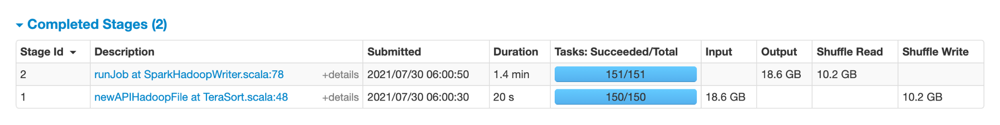 Completed Stages (2)
Stage Id Description Submitted Duration Tasks: Succeeded/Total Input Output Shuffle Read Shuffle Write
2 runJob at SparkHadoopWriter.scala:78 +details 2021/07/30 06:00:50 1.4 min 151/151 18.6 GB 10.2 GB
1 newAPIHadoopFile at TeraSort.scala:48 +details 2021/07/30 06:00:30 20 s 150/150 18.6 GB 10.2 GB